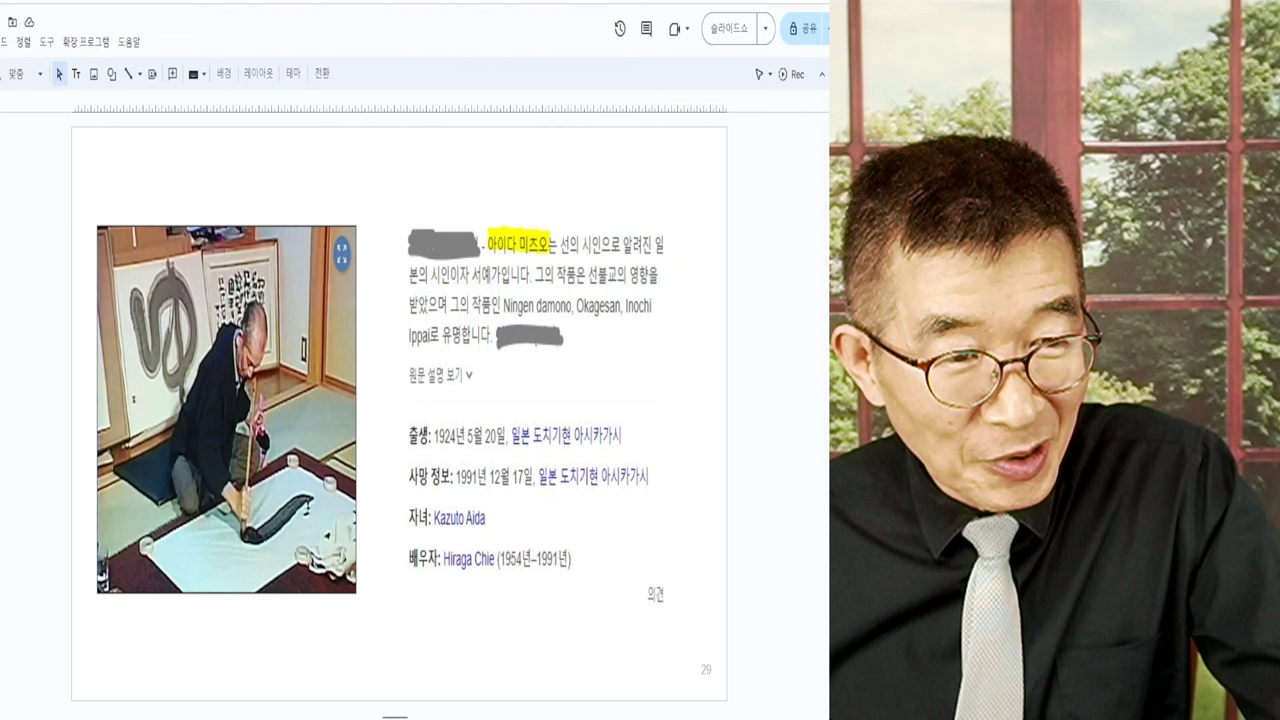 슬라이드쇼
공유
드 정렬 도구 확장 프로그램 도움말
맞춤
Tr
배경 레이아웃 테마 전환
Rec
ゆ
- 아이다 미츠오는 선의 시인으로 알려진 일
본의 시인이자 서예가입니다. 그의 작품은 선불교의 영향을
받았으며 그의 작품인 Ningen damono, Okagesan, Inochi
Ippai로 유명합니다.
원문 설명 보기
출생: 1924년 5월 20일, 일본 도치기현 아시카가시
사망 정보: 1991년 12월 17일, 일본 도치기현 아시카가시
자녀: Kazuto Aida
배우자: Hiraga Chie (1954년–1991년)
의견
29